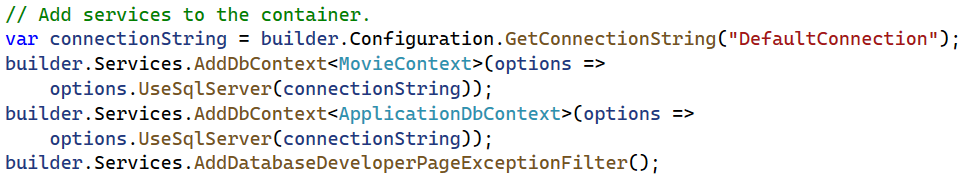 // Add services to the container.
var connectionString = builder.Configuration.GetConnectionString("DefaultConnection");
builder.Services.AddDbContext<MovieContext>(options =>
    options.UseSqlServer(connectionString));
builder.Services.AddDbContext<ApplicationDbContext>(options =>
    options.UseSqlServer(connectionString));
builder.Services.AddDatabaseDeveloperPageExceptionFilter();